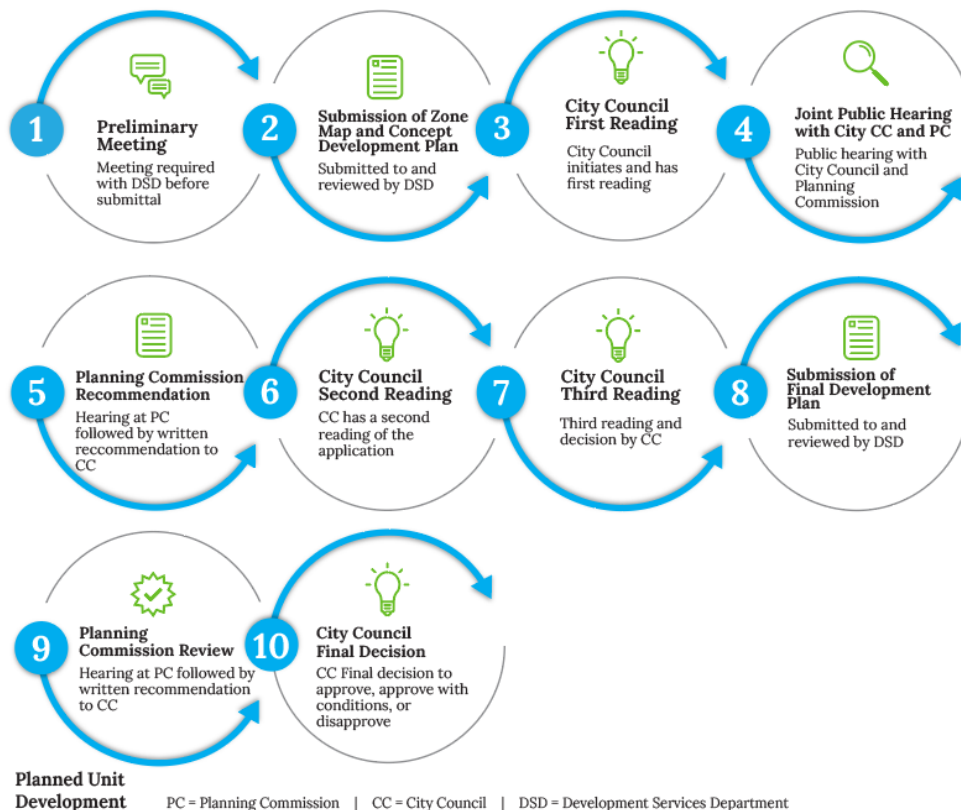 1
Preliminary
Meeting
Meeting required
with DSD before
submittal
2
Submission of Zone
Map and Concept
Development Plan
Submitted to and
reviewed by DSD
3
City Council
First Reading
City Council
initiates and has
first reading
4
Joint Public Hearing
with City CC and PC
Public hearing with
City Council and
Planning
Commission
5
Planning Commission
Recommendation
Hearing at PC
followed by written
reccommendation to
CC
6
City Council
Second Reading
CC has a second
reading of the
application
7
City Council
Third Reading
Third reading and
decision by CC
8
Submission of
Final Development
Plan
Submitted to and
reviewed by DSD
9
Planning
Commission Review
Hearing at PC followed by
written recommendation
to CC
10
City Council
Final Decision
CC Final decision to
approve, approve with
conditions, or
disapprove
Planned Unit
Development
PC = Planning Commission | CC = City Council | DSD = Development Services Department